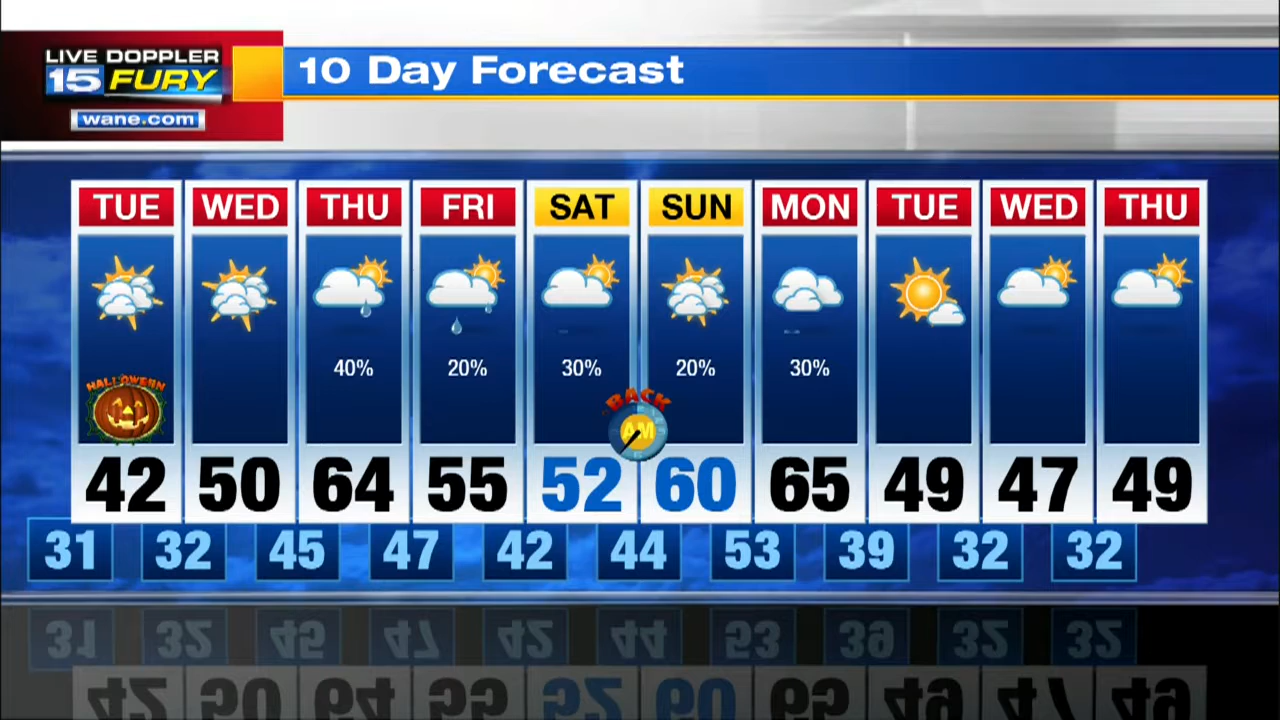 LIVE DOPPLER
15 FURY
wane.com
10 Day Forecast
TUE WED THU FRI SAT SUN MON TUE WED THU
40% 20% 30% 20% 30%
HALLOWEEN
BACK
AM
42 50 64 55 52 60 65 49 47 49
31 32 45 47 42 44 53 39 32 32